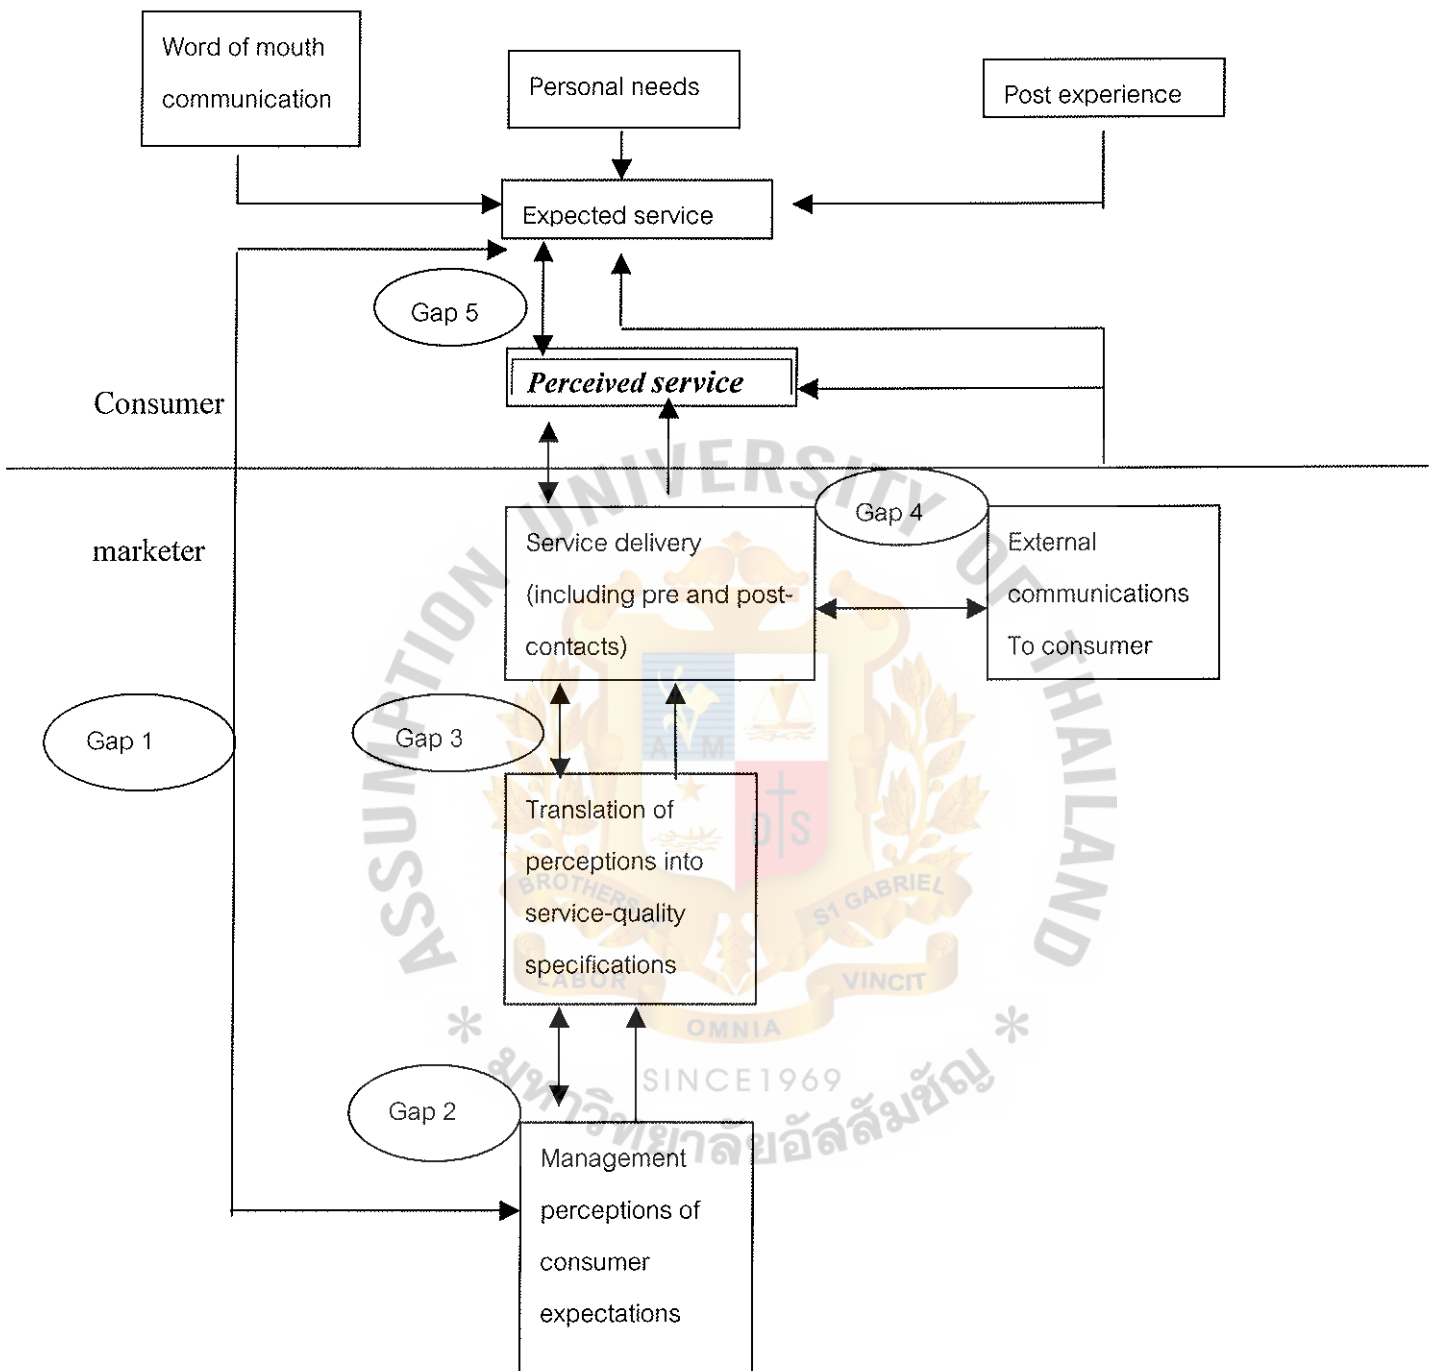 Word of mouth
communication
Personal needs
Post experience
Expected service
Gap 5
Perceived service
Consumer
marketer
Service delivery
(including pre and post-
contacts)
Gap 4
External
communications
To consumer
Gap 1
Gap 3
Translation of
perceptions into
service-quality
specifications
Gap 2
Management
perceptions of
consumer
expectations
ASSUMPTION UNIVERSITY OF THAILAND
A M
D S
BROTHERS
S1 GABRIEL
LABOR
OMNIA
VINCIT
SINCE1969
* มหาวิทยาลัยอัสสัมชัญ *